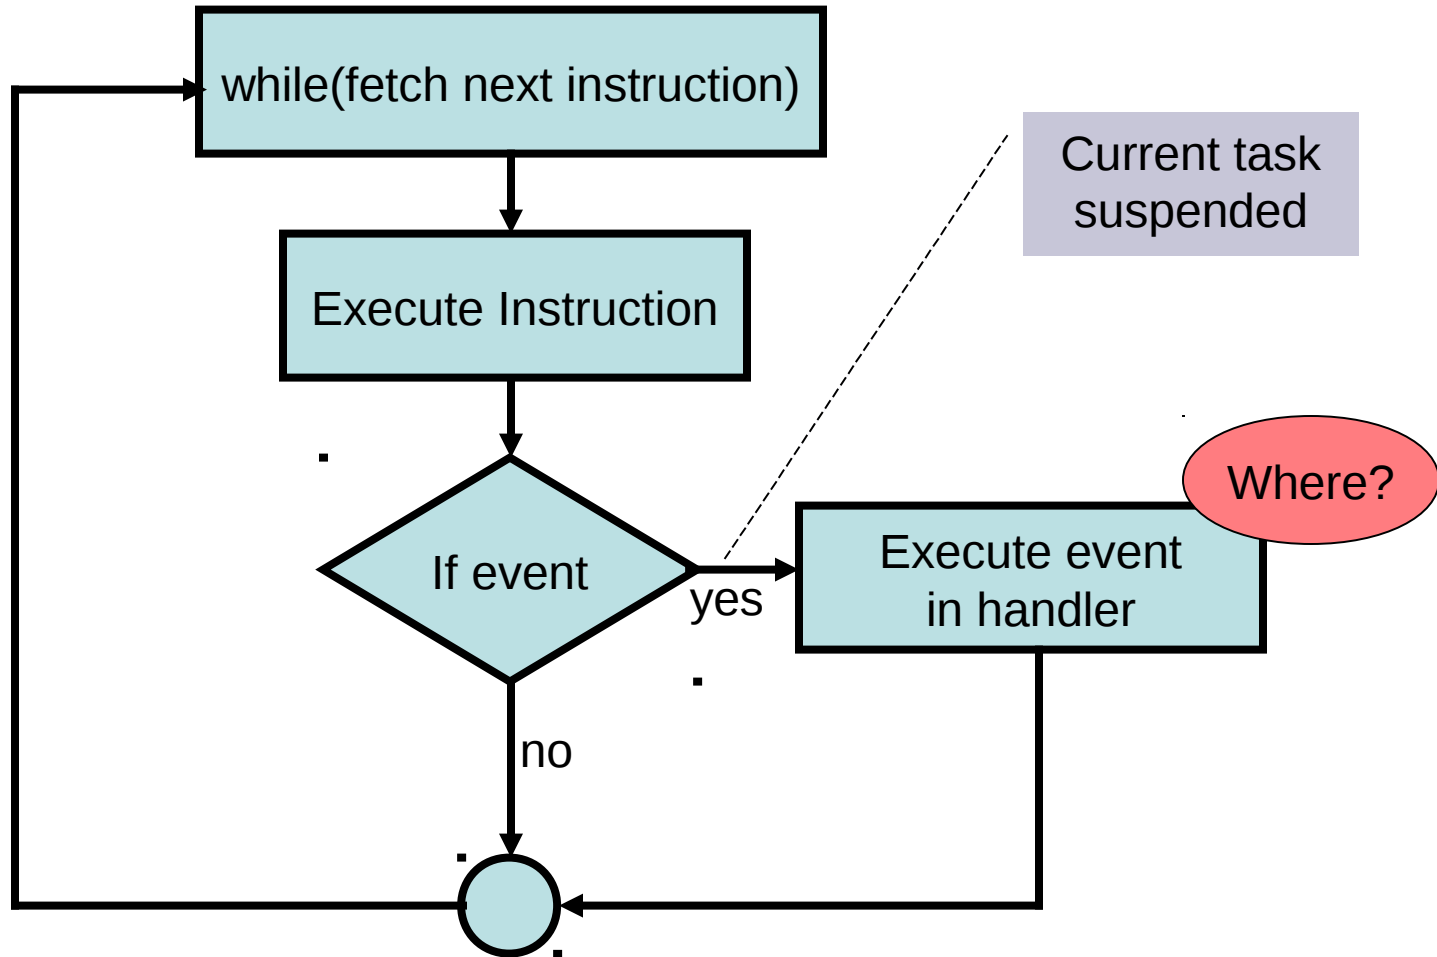 while(fetch next instruction)
Current task
suspended
Execute Instruction
Where?
If event
yes
Execute event
in handler
no